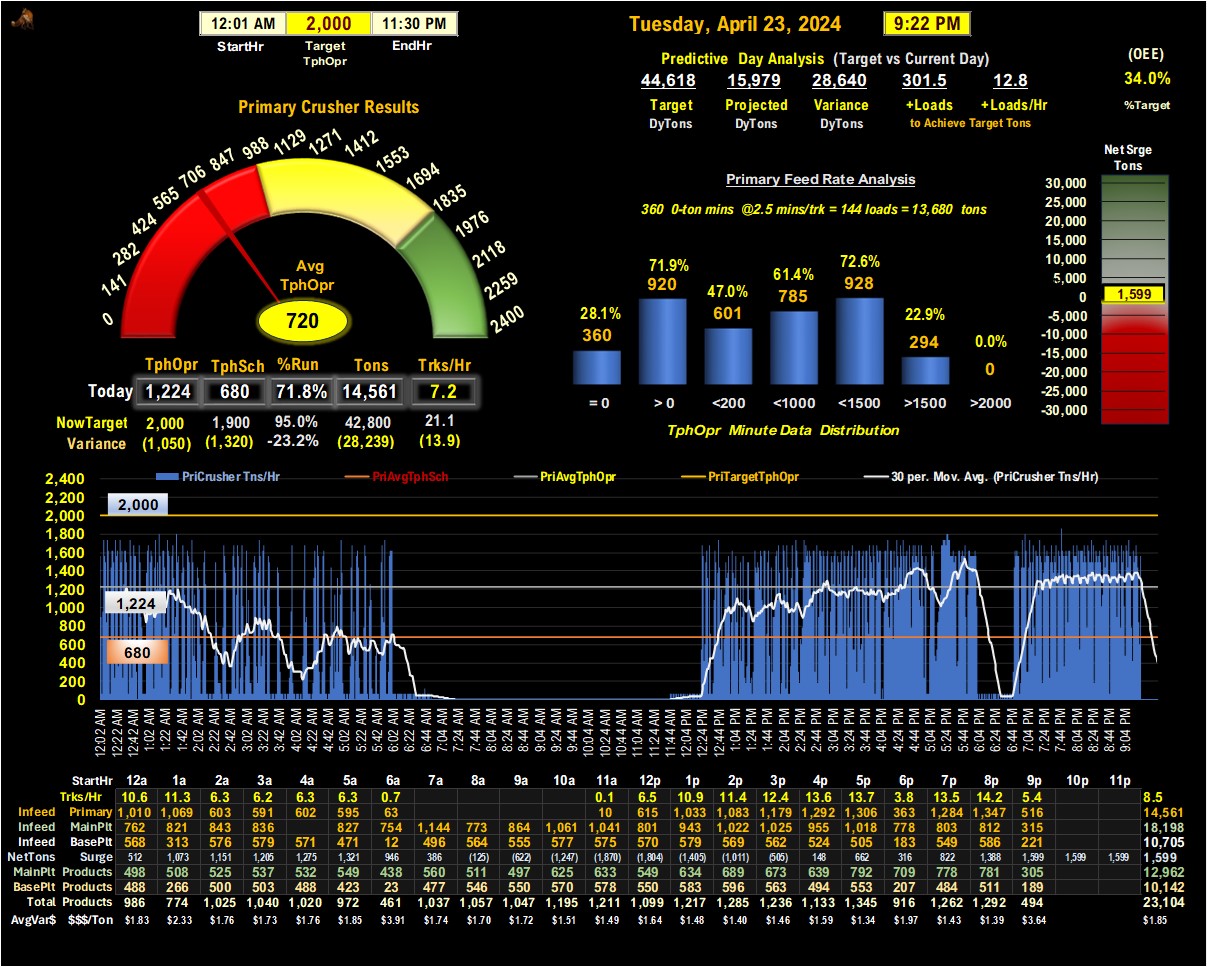 12:01 AM 2,000 11:30 PM
StartHr Target TphOpr EndHr
Tuesday, April 23, 2024 9:22 PM
Predictive Day Analysis (Target vs Current Day)
44,618 15,979 28,640 301.5 12.8
Target Projected Variance +Loads +Loads/Hr
DyTons DyTons DyTons to Achieve Target Tons
(OEE)
34.0%
%Target
Primary Crusher Results
0 141 282 424 565 706 847 988 1129 1271 1412 1553 1694 1835 1976 2118 2259 2400
Avg
TphOpr
720
TphOpr TphSch %Run Tons Trks/Hr
Today 1,224 680 71.8% 14,561 7.2
NowTarget 2,000 1,900 95.0% 42,800 21.1
Variance (1,050) (1,320) -23.2% (28,239) (13.9)
Primary Feed Rate Analysis
360 0-ton mins @2.5 mins/trk = 144 loads = 13,680 tons
28.1% 71.9% 47.0% 61.4% 72.6% 22.9% 0.0%
360 920 601 785 928 294 0
= 0 > 0 <200 <1000 <1500 >1500 >2000
TphOpr Minute Data Distribution
Net Srge
Tons
30,000
25,000
20,000
15,000
10,000
5,000
0
1,599
-5,000
-10,000
-15,000
-20,000
-25,000
-30,000
PriCrusher Tns/Hr PriAvgTphSch PriAvgTphOpr PriTargetTphOpr 30 per. Mov. Avg. (PriCrusher Tns/Hr)
2,400
2,200
2,000
1,800
1,600
1,400
1,200
1,000
800
600
400
200
0
2,000
1,224
680
12:02 AM 12:22 AM 12:42 AM 1:02 AM 1:22 AM 1:42 AM 2:02 AM 2:22 AM 2:42 AM 3:02 AM 3:22 AM 3:42 AM 4:02 AM 4:22 AM 4:42 AM 5:02 AM 5:22 AM 5:42 AM 6:02 AM 6:22 AM 6:44 AM 7:04 AM 7:24 AM 7:44 AM 8:04 AM 8:24 AM 8:44 AM 9:04 AM 9:24 AM 9:44 AM 10:04 AM 10:24 AM 10:44 AM 11:04 AM 11:24 AM 11:44 AM 12:04 PM 12:24 PM 12:44 PM 1:04 PM 1:24 PM 1:44 PM 2:04 PM 2:24 PM 2:44 PM 3:04 PM 3:24 PM 3:44 PM 4:04 PM 4:24 PM 4:44 PM 5:04 PM 5:24 PM 5:44 PM 6:04 PM 6:24 PM 6:44 PM 7:04 PM 7:24 PM 7:44 PM 8:04 PM 8:24 PM 8:44 PM 9:04 PM
StartHr 12a 1a 2a 3a 4a 5a 6a 7a 8a 9a 10a 11a 12p 1p 2p 3p 4p 5p 6p 7p 8p 9p 10p 11p
Trks/Hr 10.6 11.3 6.3 6.2 6.3 6.3 0.7 0.1 6.5 10.9 11.4 12.4 13.6 13.7 3.8 13.5 14.2 5.4 8.5
Infeed Primary 1,010 1,069 603 591 602 595 63 10 615 1,033 1,083 1,179 1,292 1,306 363 1,284 1,347 516 14,561
Infeed MainPlt 762 821 843 836 827 754 1,144 773 864 1,061 1,041 801 943 1,022 1,025 955 1,018 778 803 812 315 18,198
Infeed BasePlt 568 313 576 579 571 471 12 496 564 555 577 575 570 579 569 562 524 505 183 549 586 221 10,705
NetTons Surge 512 1,073 1,151 1,205 1,275 1,321 946 386 (125) (622) (1,247) (1,870) (1,804) (1,405) (1,011) (505) 148 662 316 822 1,388 1,599 1,599 1,599 1,599
MainPlt Products 498 508 525 537 532 549 438 560 511 497 625 633 549 634 689 673 639 792 709 778 781 305 12,962
BasePlt Products 488 266 500 503 488 423 23 477 546 550 570 578 550 583 596 563 494 553 207 484 511 189 10,142
Total Products 986 774 1,025 1,040 1,020 972 461 1,037 1,057 1,047 1,195 1,211 1,099 1,217 1,285 1,236 1,133 1,345 916 1,262 1,292 494 23,104
AvgVar$ $$$/Ton $1.83 $2.33 $1.76 $1.73 $1.76 $1.85 $3.91 $1.74 $1.70 $1.72 $1.51 $1.49 $1.64 $1.48 $1.40 $1.46 $1.59 $1.34 $1.97 $1.43 $1.39 $3.64 $1.85